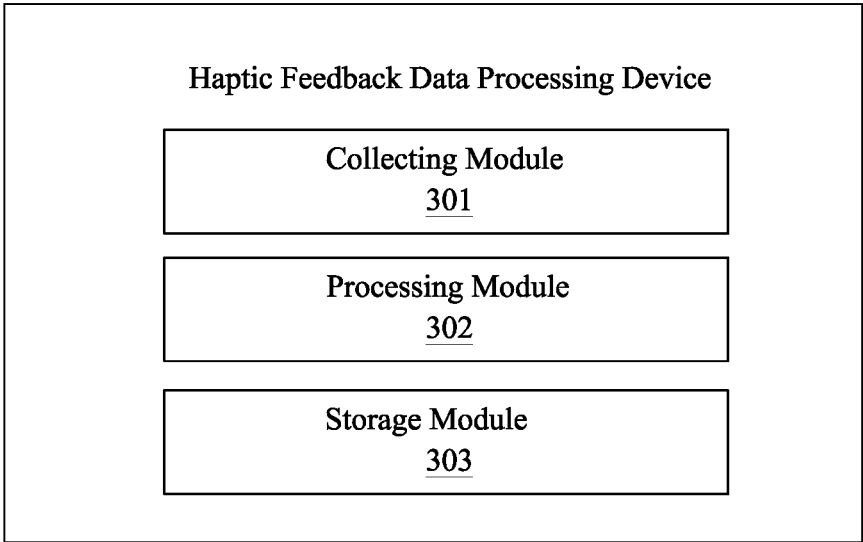 Haptic Feedback Data Processing Device
Collecting Module
301
Processing Module
302
Storage Module
303